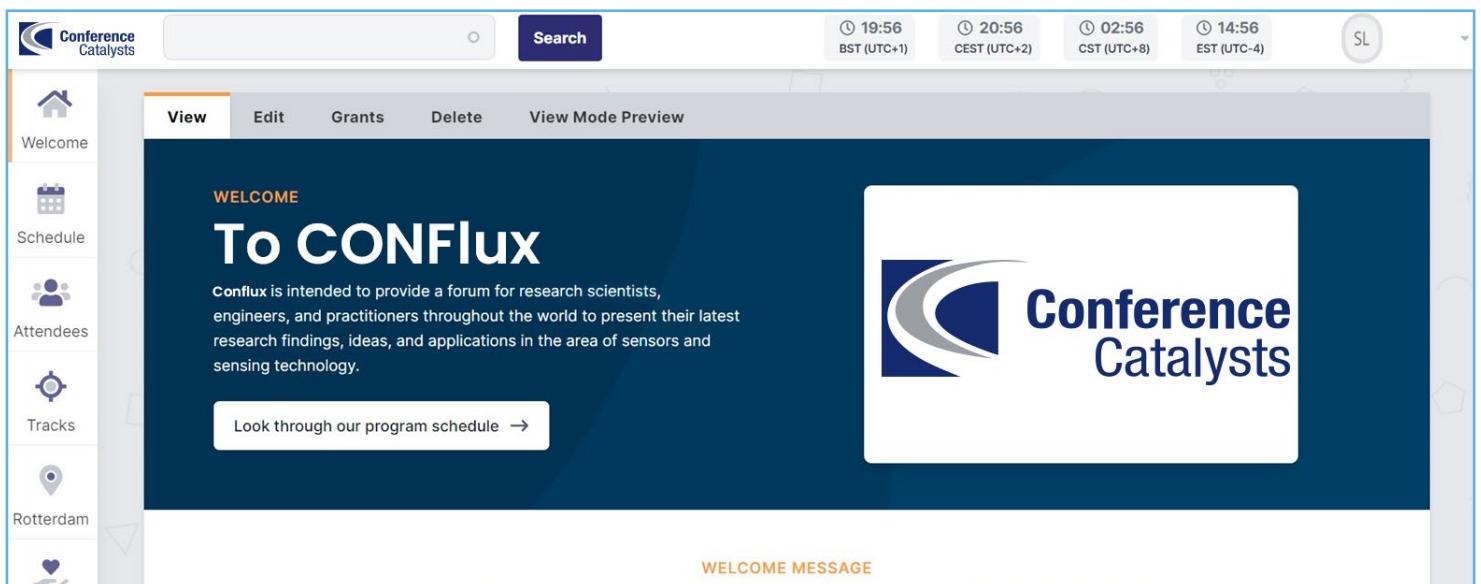 Conference
Catalysts
Search
19:56
BST (UTC+1)
20:56
CEST (UTC+2)
02:56
CST (UTC+8)
14:56
EST (UTC-4)
SL
Welcome
Schedule
Attendees
Tracks
Rotterdam
View Edit Grants Delete View Mode Preview
WELCOME
To CONFlux
Conflux is intended to provide a forum for research scientists,
engineers, and practitioners throughout the world to present their latest
research findings, ideas, and applications in the area of sensors and
sensing technology.
Look through our program schedule →
Conference
Catalysts
WELCOME MESSAGE